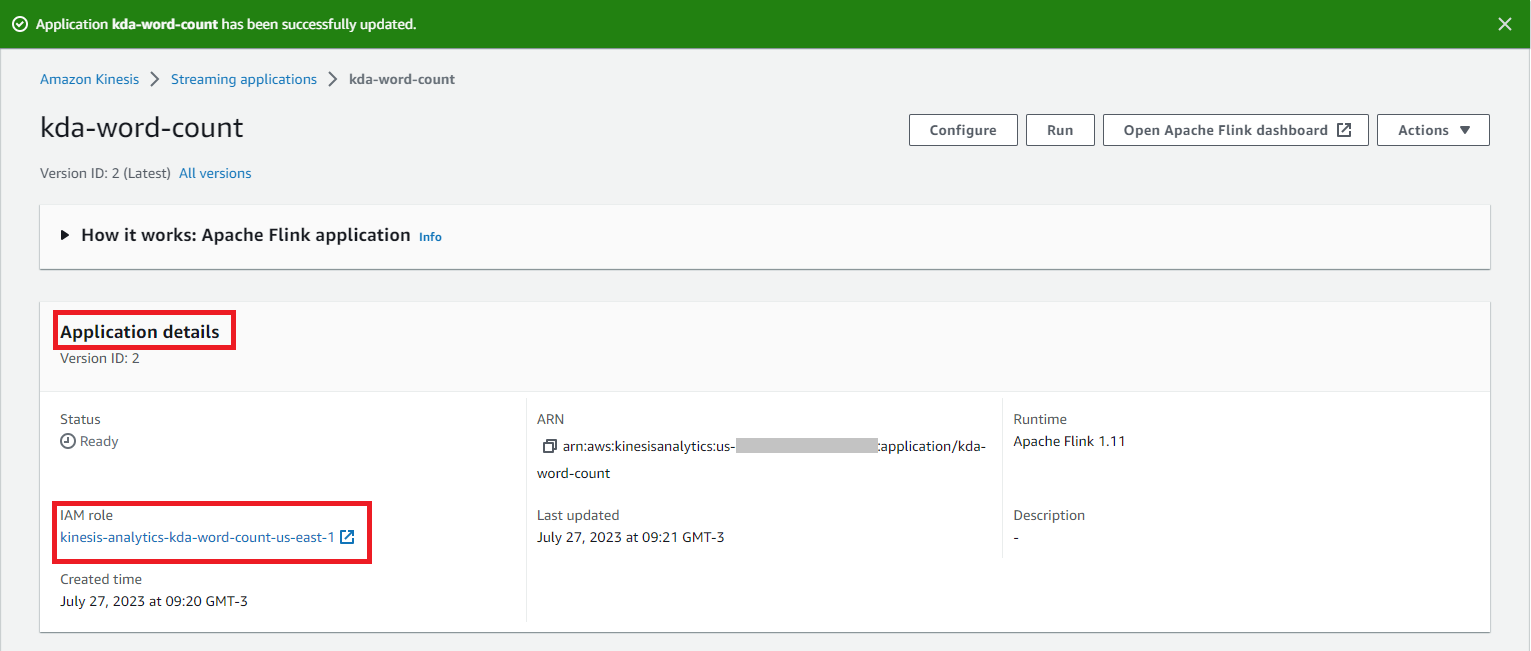 Application kda-word-count has been successfully updated.
Amazon Kinesis > Streaming applications > kda-word-count
kda-word-count
Configure
Run
Open Apache Flink dashboard
Actions
Version ID: 2 (Latest) All versions
How it works: Apache Flink application Info
Application details
Version ID: 2
Status
Ready
IAM role
kinesis-analytics-kda-word-count-us-east-1
Created time
July 27, 2023 at 09:20 GMT-3
ARN
arn:aws:kinesisanalytics:us- :application/kda-
word-count
Last updated
July 27, 2023 at 09:21 GMT-3
Runtime
Apache Flink 1.11
Description
-